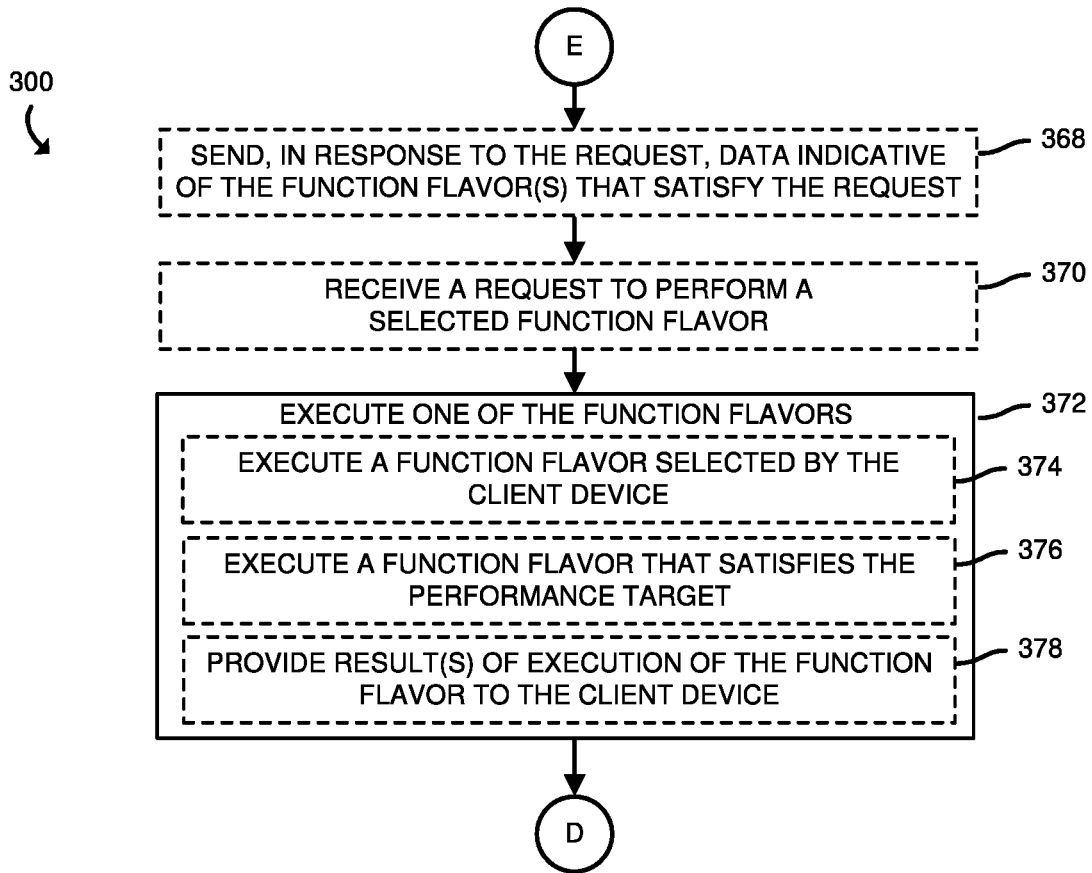 E
300
SEND, IN RESPONSE TO THE REQUEST, DATA INDICATIVE
OF THE FUNCTION FLAVOR(S) THAT SATISFY THE REQUEST
368
RECEIVE A REQUEST TO PERFORM A
SELECTED FUNCTION FLAVOR
370
EXECUTE ONE OF THE FUNCTION FLAVORS
372
EXECUTE A FUNCTION FLAVOR SELECTED BY THE
CLIENT DEVICE
374
EXECUTE A FUNCTION FLAVOR THAT SATISFIES THE
PERFORMANCE TARGET
376
PROVIDE RESULT(S) OF EXECUTION OF THE FUNCTION
FLAVOR TO THE CLIENT DEVICE
378
D